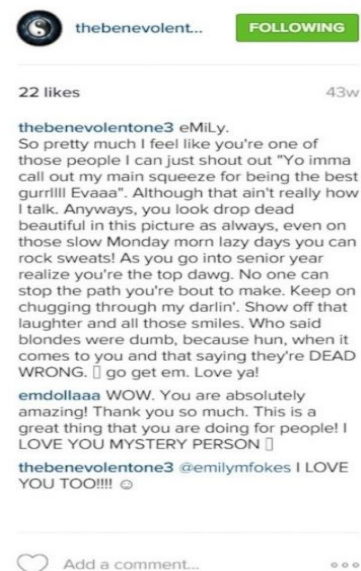 thebenevolent... FOLLOWING
22 likes 43w
thebenevolentone3 eMiLy.
So pretty much I feel like you're one of
those people I can just shout out "Yo imma
call out my main squeeze for being the best
gurrlllI Evaaa". Although that ain't really how
I talk. Anyways, you look drop dead
beautiful in this picture as always, even on
those slow Monday morn lazy days you can
rock sweats! As you go into senior year
realize you're the top dawg. No one can
stop the path you're bout to make. Keep on
chugging through my darlin'. Show off that
laughter and all those smiles. Who said
blondes were dumb, because hun, when it
comes to you and that saying they're DEAD
WRONG. ▯ go get em. Love ya!
emdollaaa WOW. You are absolutely
amazing! Thank you so much. This is a
great thing that you are doing for people! I
LOVE YOU MYSTERY PERSON ▯
thebenevolentone3 @emilymfokes I LOVE
YOU TOO!!!! ☺
Add a comment...